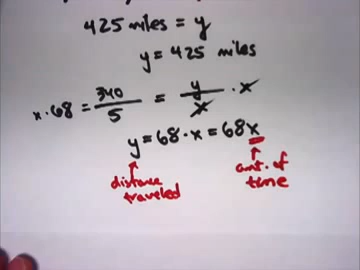 425 miles = y
y = 425 miles
x · 68 = 340/5 = y/x · x
y = 68 · x = 68x
distance traveled
amt. of time